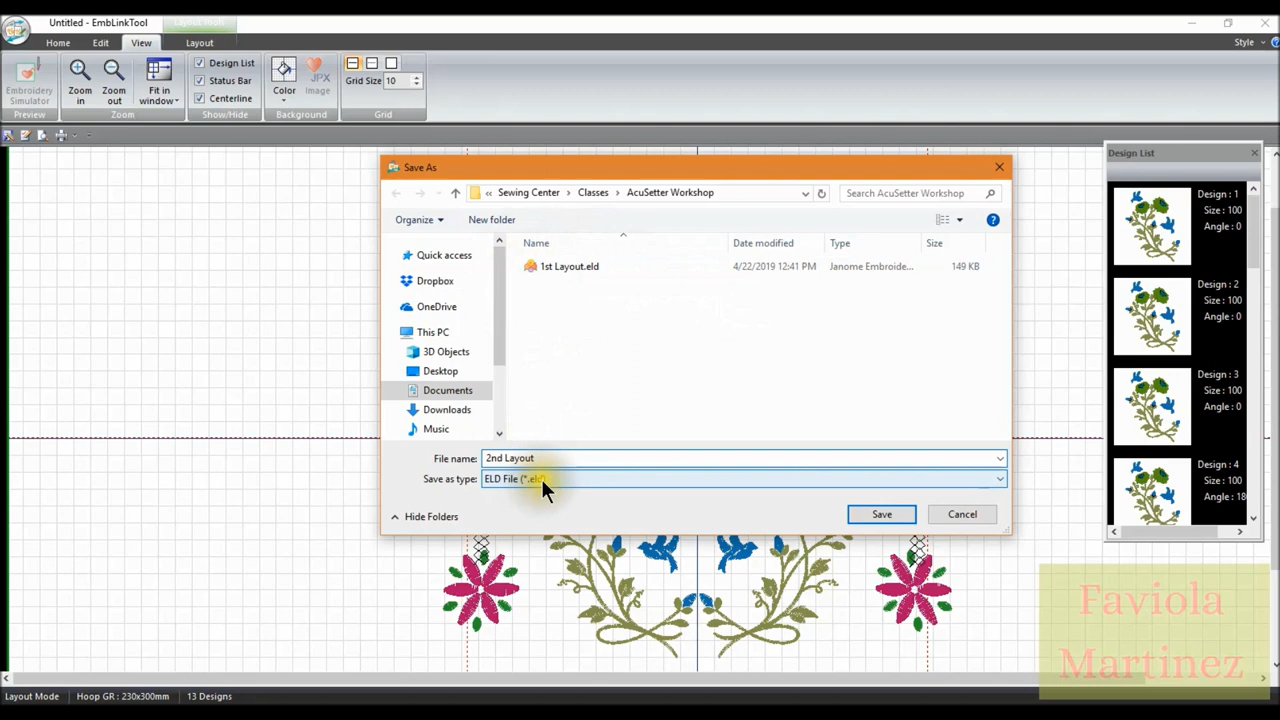 Untitled - EmbLinkTool
Layout Tools
Home Edit View Layout
Style
Embroidery Simulator
Preview
Zoom in
Zoom out
Fit in window
Zoom
Design List
Status Bar
Centerline
Show/Hide
Color
JPX
Image
Background
Grid Size 10
Grid
Save As
« Sewing Center > Classes > AcuSetter Workshop
Search AcuSetter Workshop
Organize
New folder
Name Date modified Type Size
1st Layout.eld 4/22/2019 12:41 PM Janome Embroide... 149 KB
Quick access
Dropbox
OneDrive
This PC
3D Objects
Desktop
Documents
Downloads
Music
File name: 2nd Layout
Save as type: ELD File (*.eld)
Hide Folders
Save
Cancel
Design List
Design : 1
Size : 100
Angle : 0
Design : 2
Size : 100
Angle : 0
Design : 3
Size : 100
Angle : 0
Design : 4
Size : 100
Angle : 18
Faviola
Martinez
Layout Mode Hoop GR : 230x300mm 13 Designs